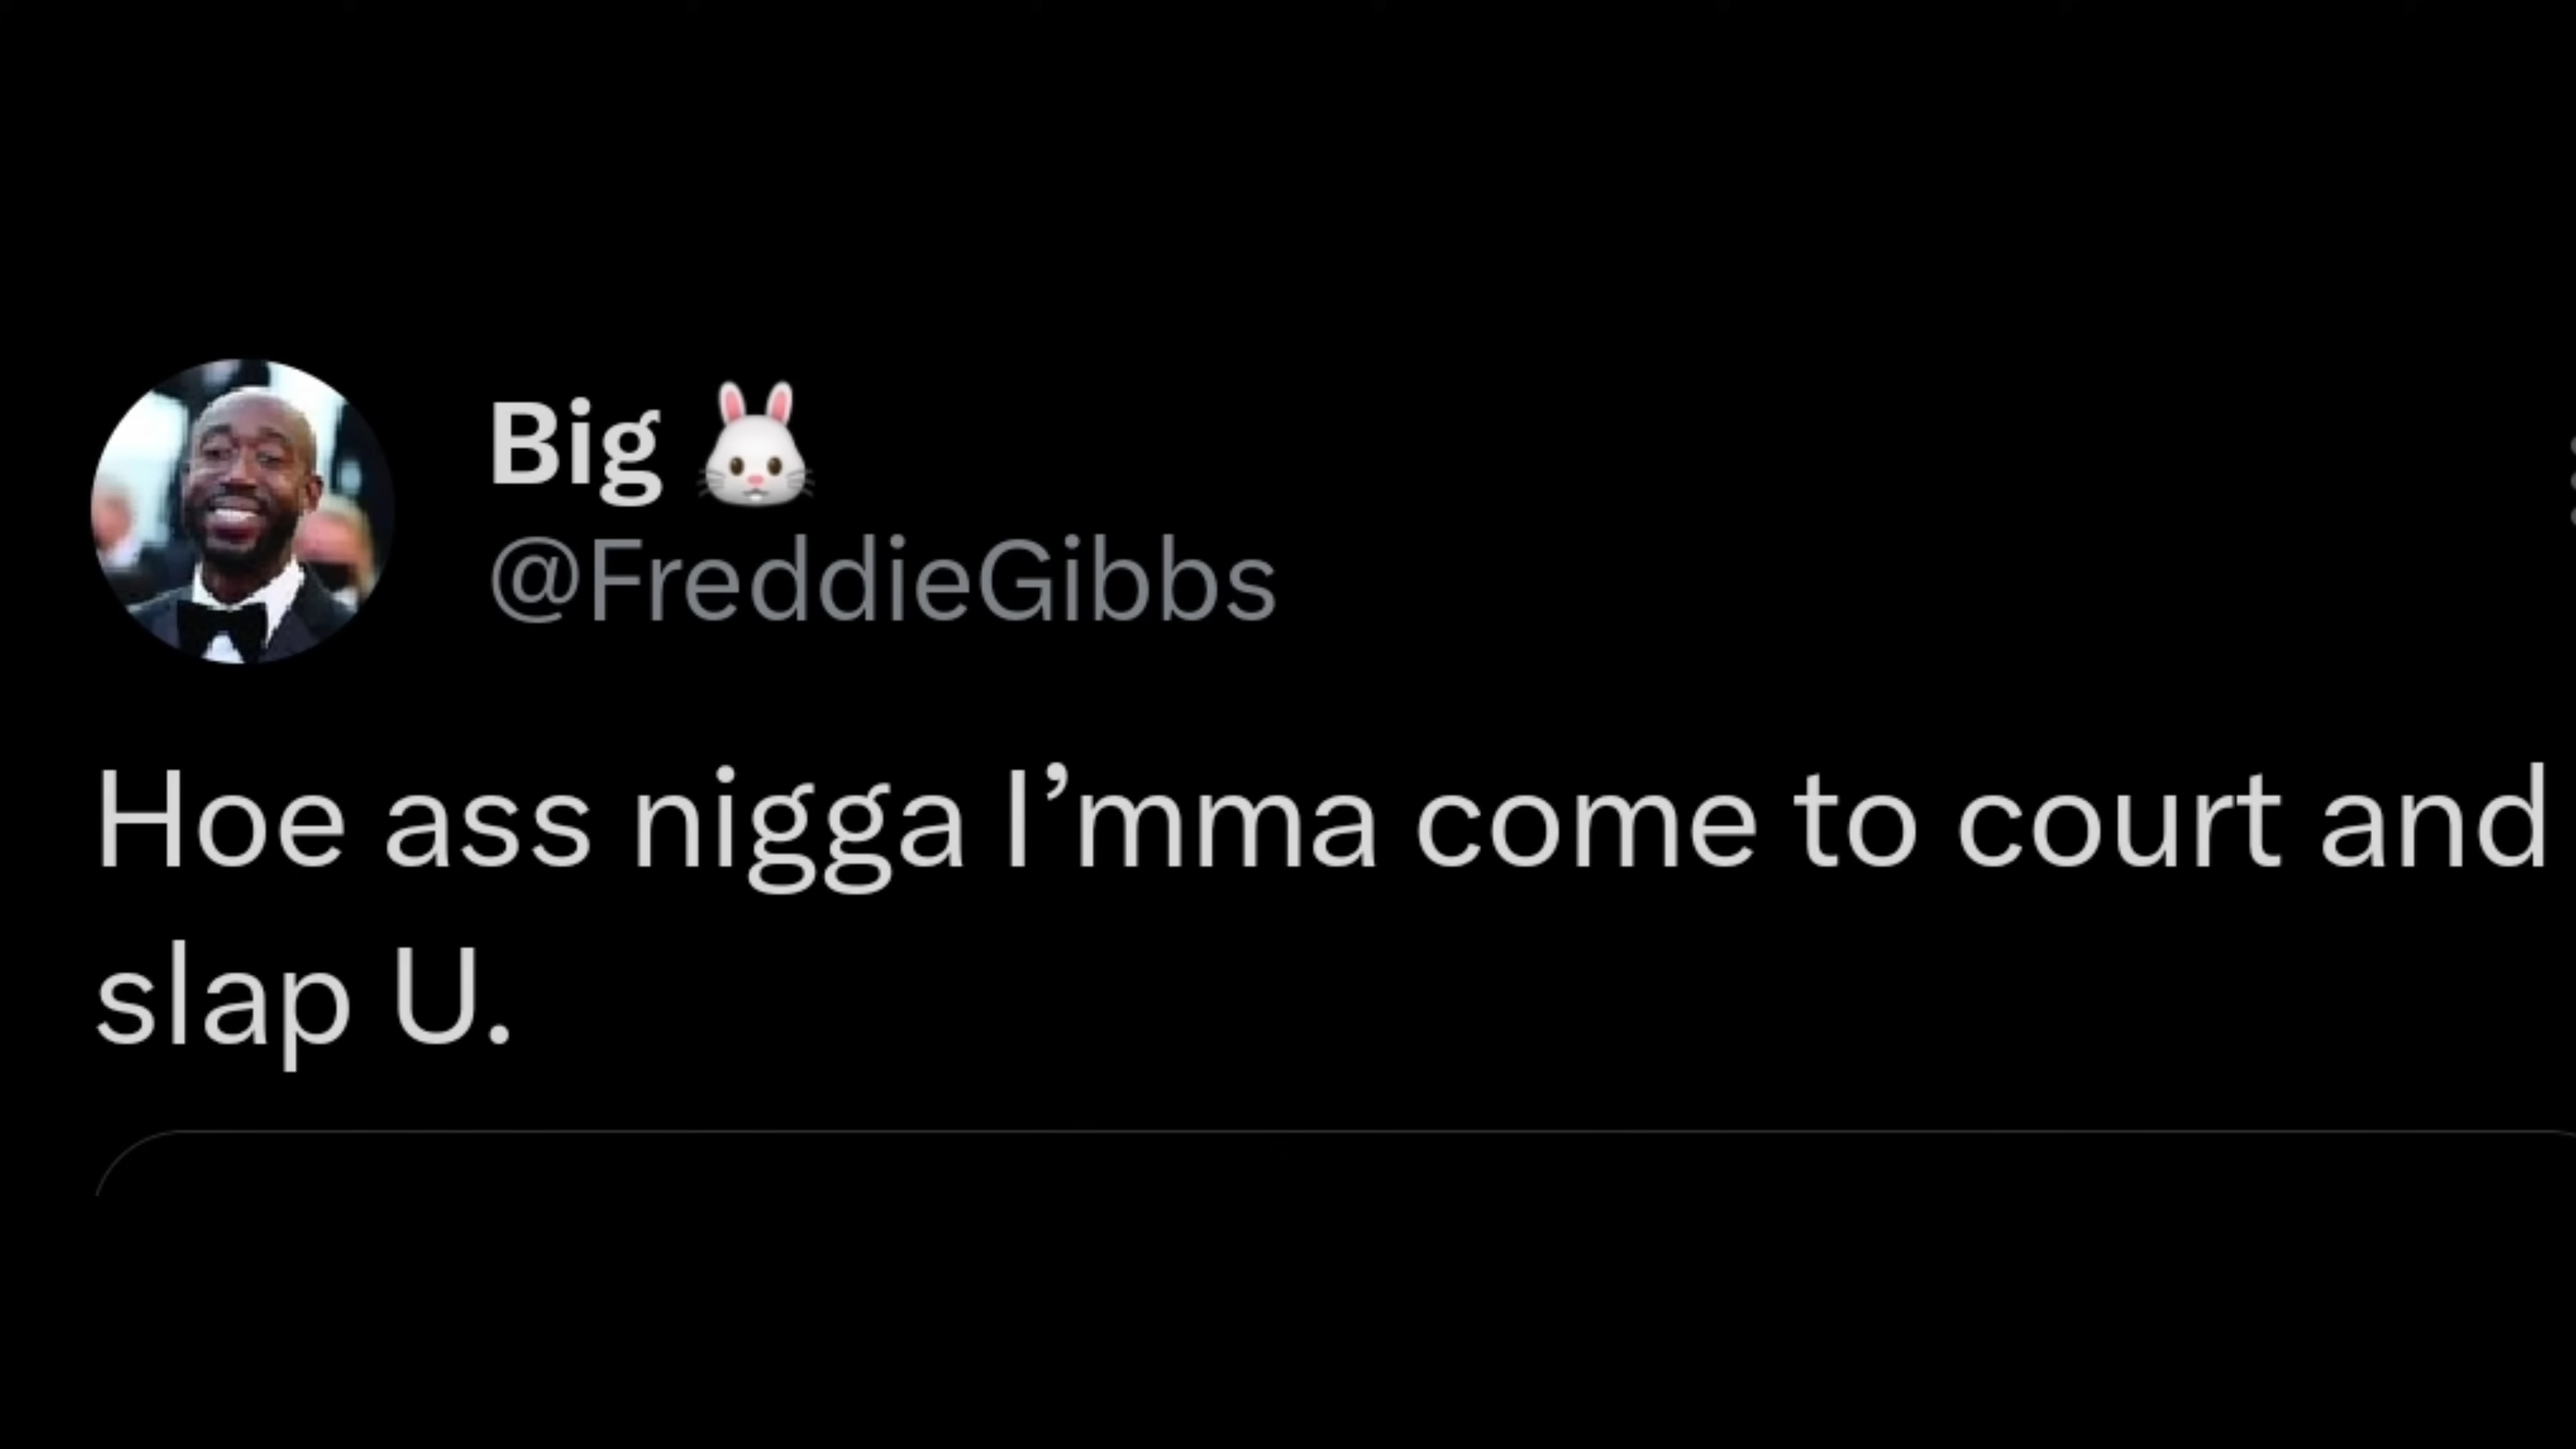 Big 🐰
@FreddieGibbs
Hoe ass nigga I’mma come to court and
slap U.